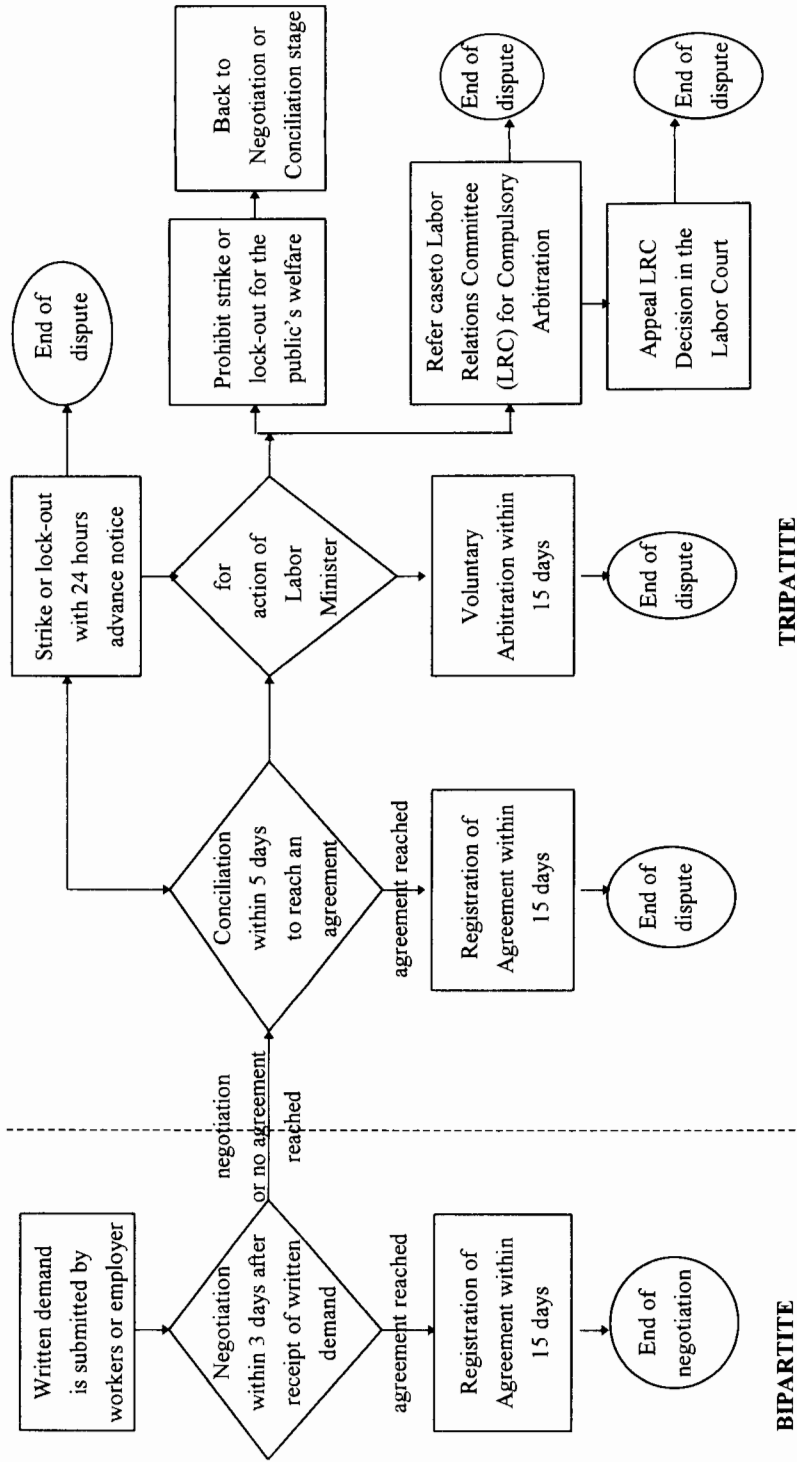 Written demand
is submitted by
workers or employer
Negotiation
within 3 days after
receipt of written
demand
agreement reached
Registration of
Agreement within
15 days
End of
negotiation
BIPARTITE
negotiation
or no agreement
reached
Conciliation
within 5 days
to reach an
agreement
agreement reached
Registration of
Agreement within
15 days
End of
dispute
Strike or lock-out
with 24 hours
advance notice
End of
dispute
for
action of
Labor
Minister
Voluntary
Arbitration within
15 days
End of
dispute
TRIPATITE
Prohibit strike or
lock-out for the
public's welfare
Back to
Negotiation or
Conciliation stage
Refer caseto Labor
Relations Committee
(LRC) for Compulsory
Arbitration
End of
dispute
Appeal LRC
Decision in the
Labor Court
End of
dispute